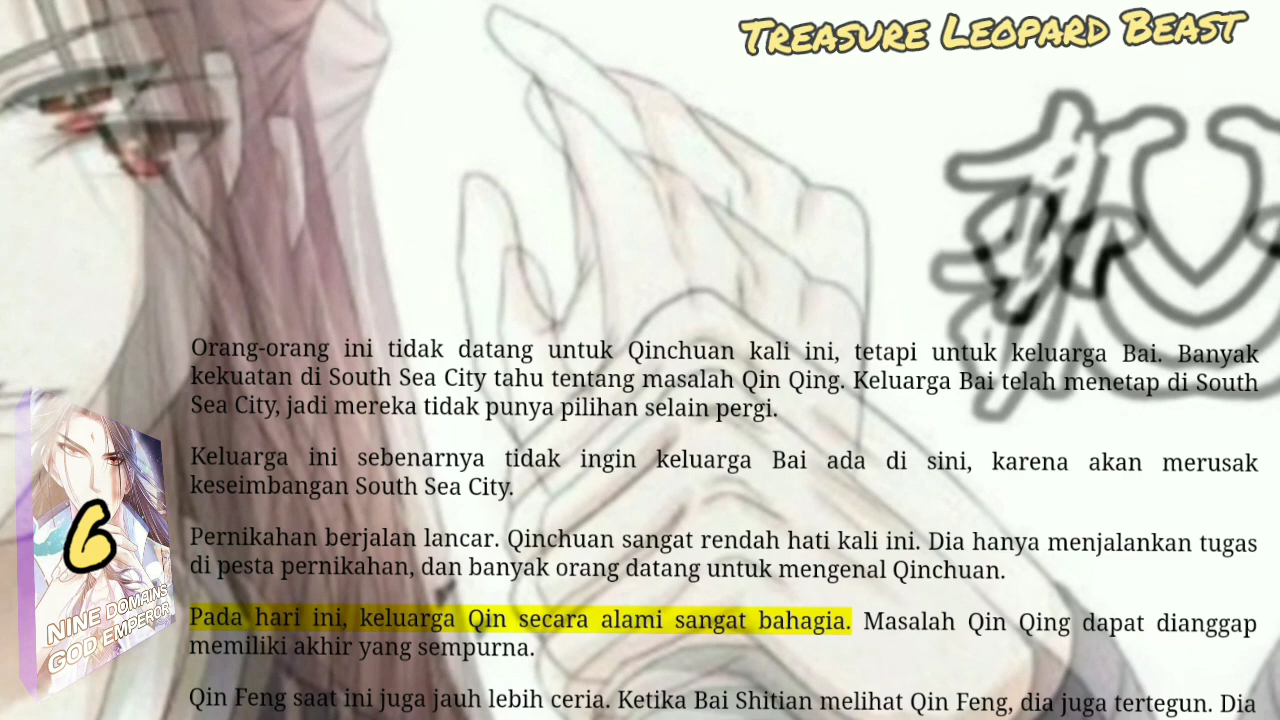 TREASURE LEOPARD BEAST
Orang-orang ini tidak datang untuk Qinchuan kali ini, tetapi untuk keluarga Bai. Banyak
kekuatan di South Sea City tahu tentang masalah Qin Qing. Keluarga Bai telah menetap di South
Sea City, jadi mereka tidak punya pilihan selain pergi.
Keluarga ini sebenarnya tidak ingin keluarga Bai ada di sini, karena akan merusak
keseimbangan South Sea City.
Pernikahan berjalan lancar. Qinchuan sangat rendah hati kali ini. Dia hanya menjalankan tugas
di pesta pernikahan, dan banyak orang datang untuk mengenal Qinchuan.
Pada hari ini, keluarga Qin secara alami sangat bahagia. Masalah Qin Qing dapat dianggap
memiliki akhir yang sempurna.
Qin Feng saat ini juga jauh lebih ceria. Ketika Bai Shitian melihat Qin Feng, dia juga tertegun. Dia
6
NINE DOMAINS
GOD EMPEROR